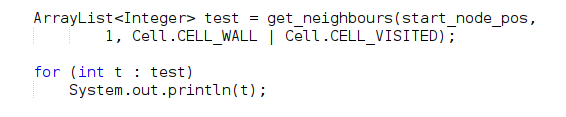 ArrayList<Integer> test = get_neighbours(start_node_pos,
1, Cell.CELL_WALL | Cell.CELL_VISITED);
for (int t : test)
System.out.println(t);